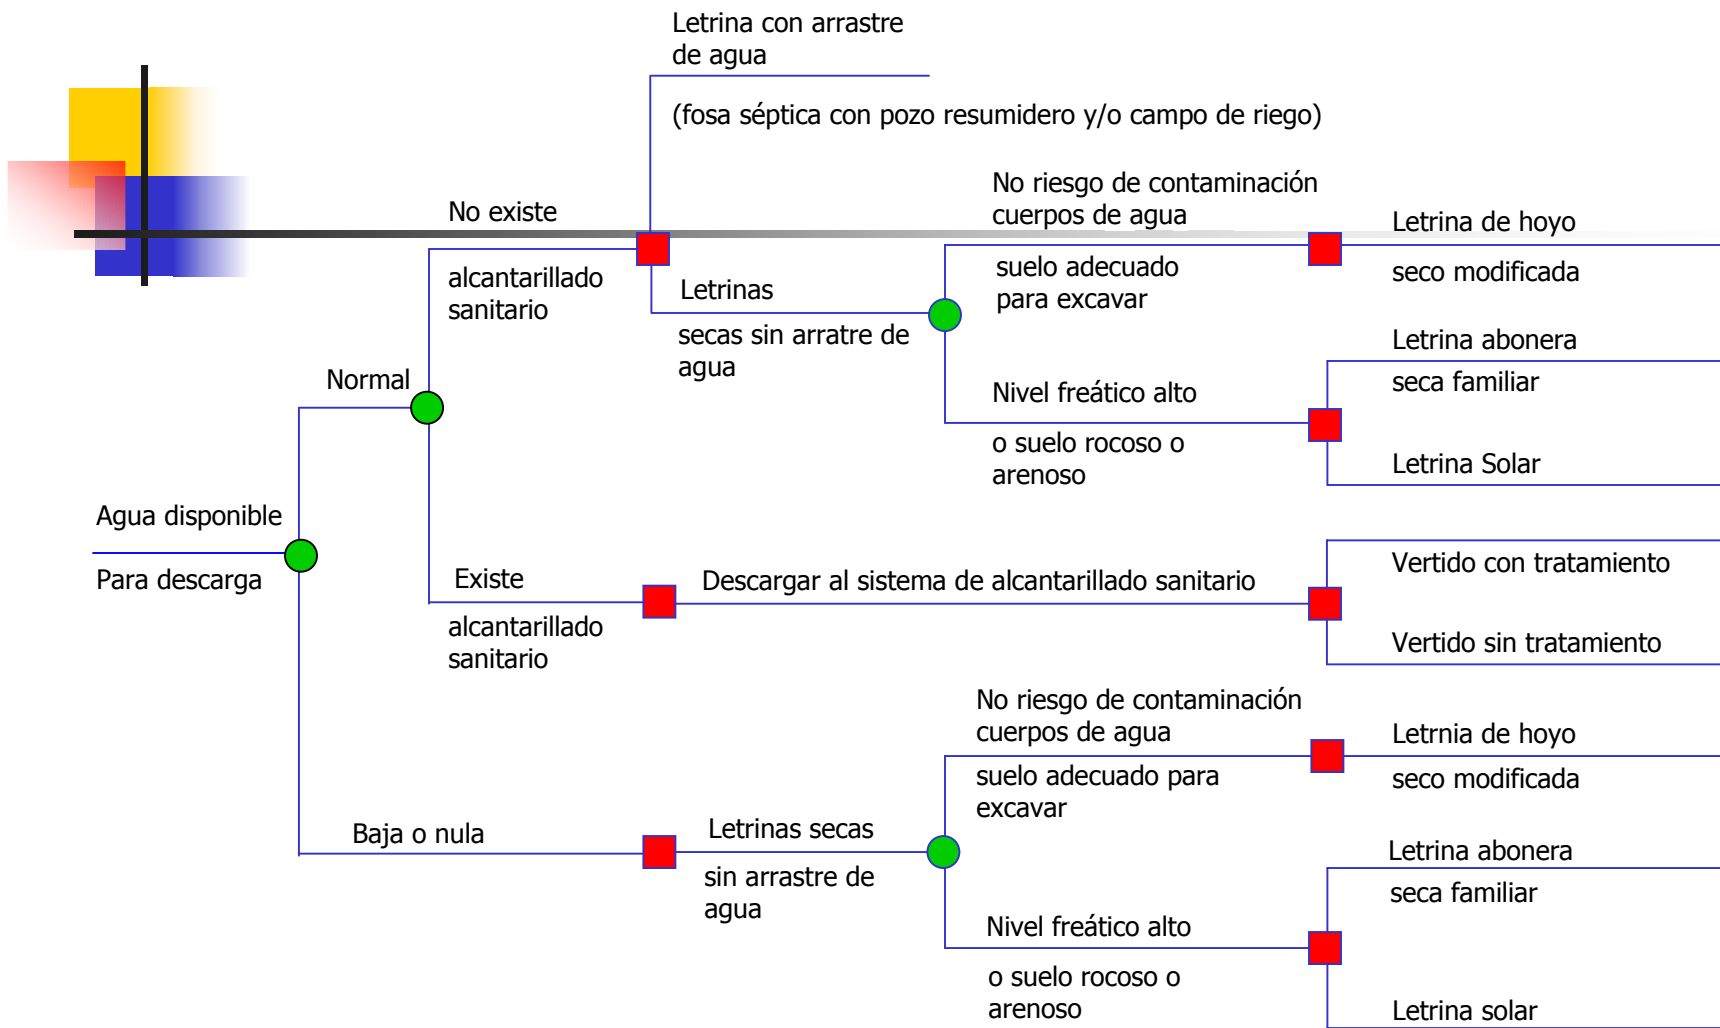 Letrina con arrastre
de agua
(fosa séptica con pozo resumidero y/o campo de riego)
No existe
alcantarillado
sanitario
Letrinas
secas sin arratre de
agua
No riesgo de contaminación
cuerpos de agua
suelo adecuado
para excavar
Letrina de hoyo
seco modificada
Nivel freático alto
o suelo rocoso o
arenoso
Letrina abonera
seca familiar
Letrina Solar
Normal
Agua disponible
Para descarga
Existe
alcantarillado
sanitario
Descargar al sistema de alcantarillado sanitario
Vertido con tratamiento
Vertido sin tratamiento
Baja o nula
Letrinas secas
sin arrastre de
agua
No riesgo de contaminación
cuerpos de agua
suelo adecuado para
excavar
Letrnia de hoyo
seco modificada
Nivel freático alto
o suelo rocoso o
arenoso
Letrina abonera
seca familiar
Letrina solar